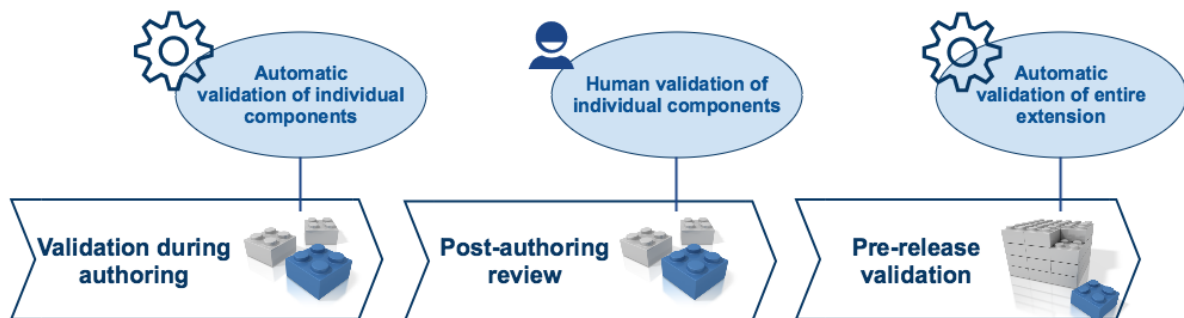 Automatic
validation of individual
components
Human validation of
individual components
Automatic
validation of entire
extension
Validation during
authoring
Post-authoring
review
Pre-release
validation